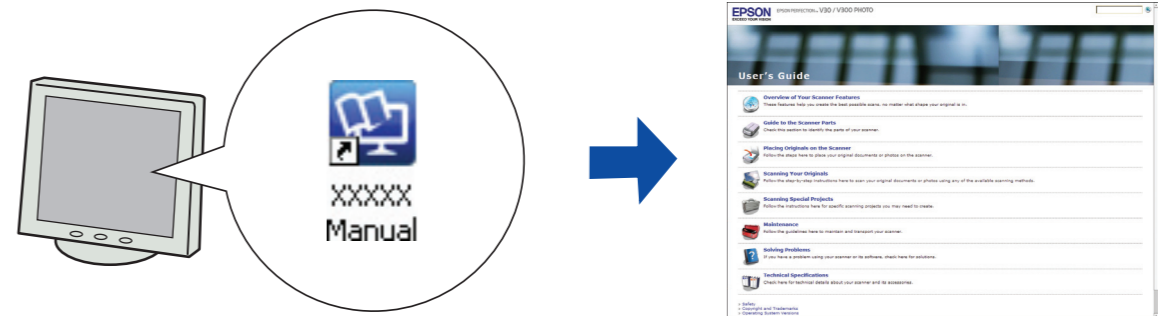 XXXXX
Manual
EPSON
EXCEED YOUR VISION
EPSON PERFECTION™ V30 / V300 PHOTO
User's Guide
Overview of Your Scanner Features
These features help you create the best possible scans, no matter what shape your original is in.
Guide to the Scanner Parts
Check this section to identify the parts of your scanner.
Placing Originals on the Scanner
Follow the steps here to place your original documents or photos on the scanner.
Scanning Your Originals
Follow the step-by-step instructions here to scan your original documents or photos using any of the available scanning methods.
Scanning Special Projects
Follow the instructions here for specific scanning projects you may need to create.
Maintenance
Follow the guidelines here to maintain and transport your scanner.
Solving Problems
If you have a problem using your scanner or its software, check here for solutions.
Technical Specifications
Check here for technical details about your scanner and its accessories.
> Safety
> Copyright and Trademarks
> Operating System Versions